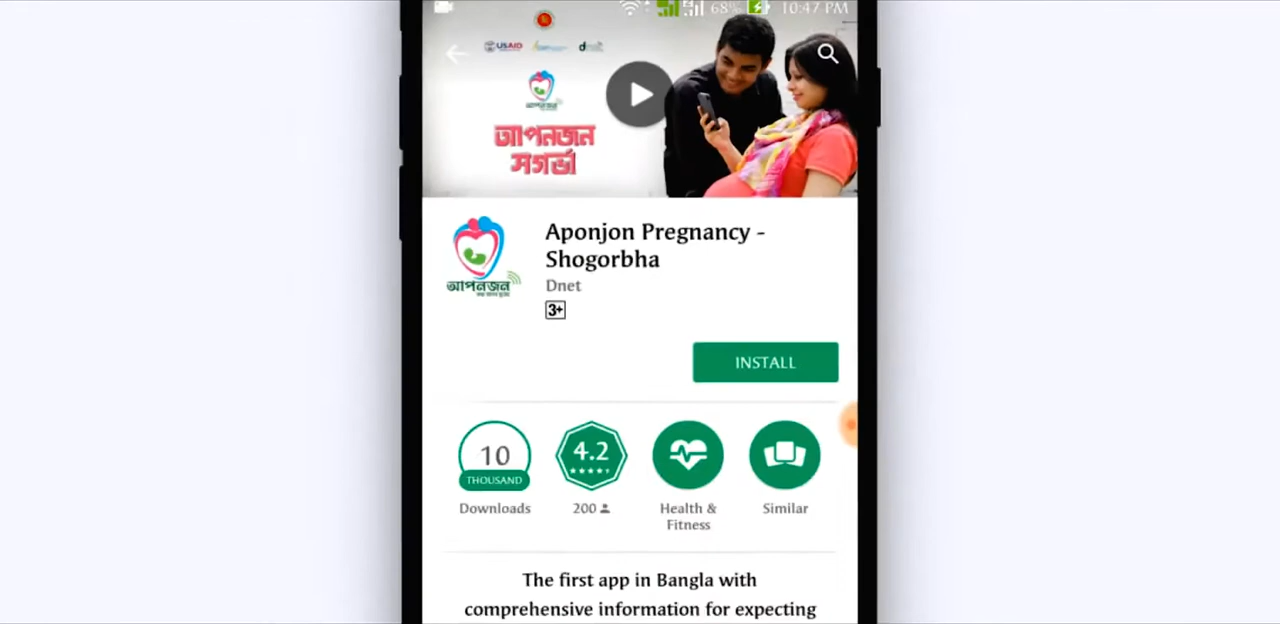 68%
10:47 PM
USAID
আপনজন
সগর্ভা
Aponjon Pregnancy -
Shogorbha
আপনজন
Dnet
3+
INSTALL
10
THOUSAND
4.2
Downloads
200
Health &
Fitness
Similar
The first app in Bangla with
comprehensive information for expecting